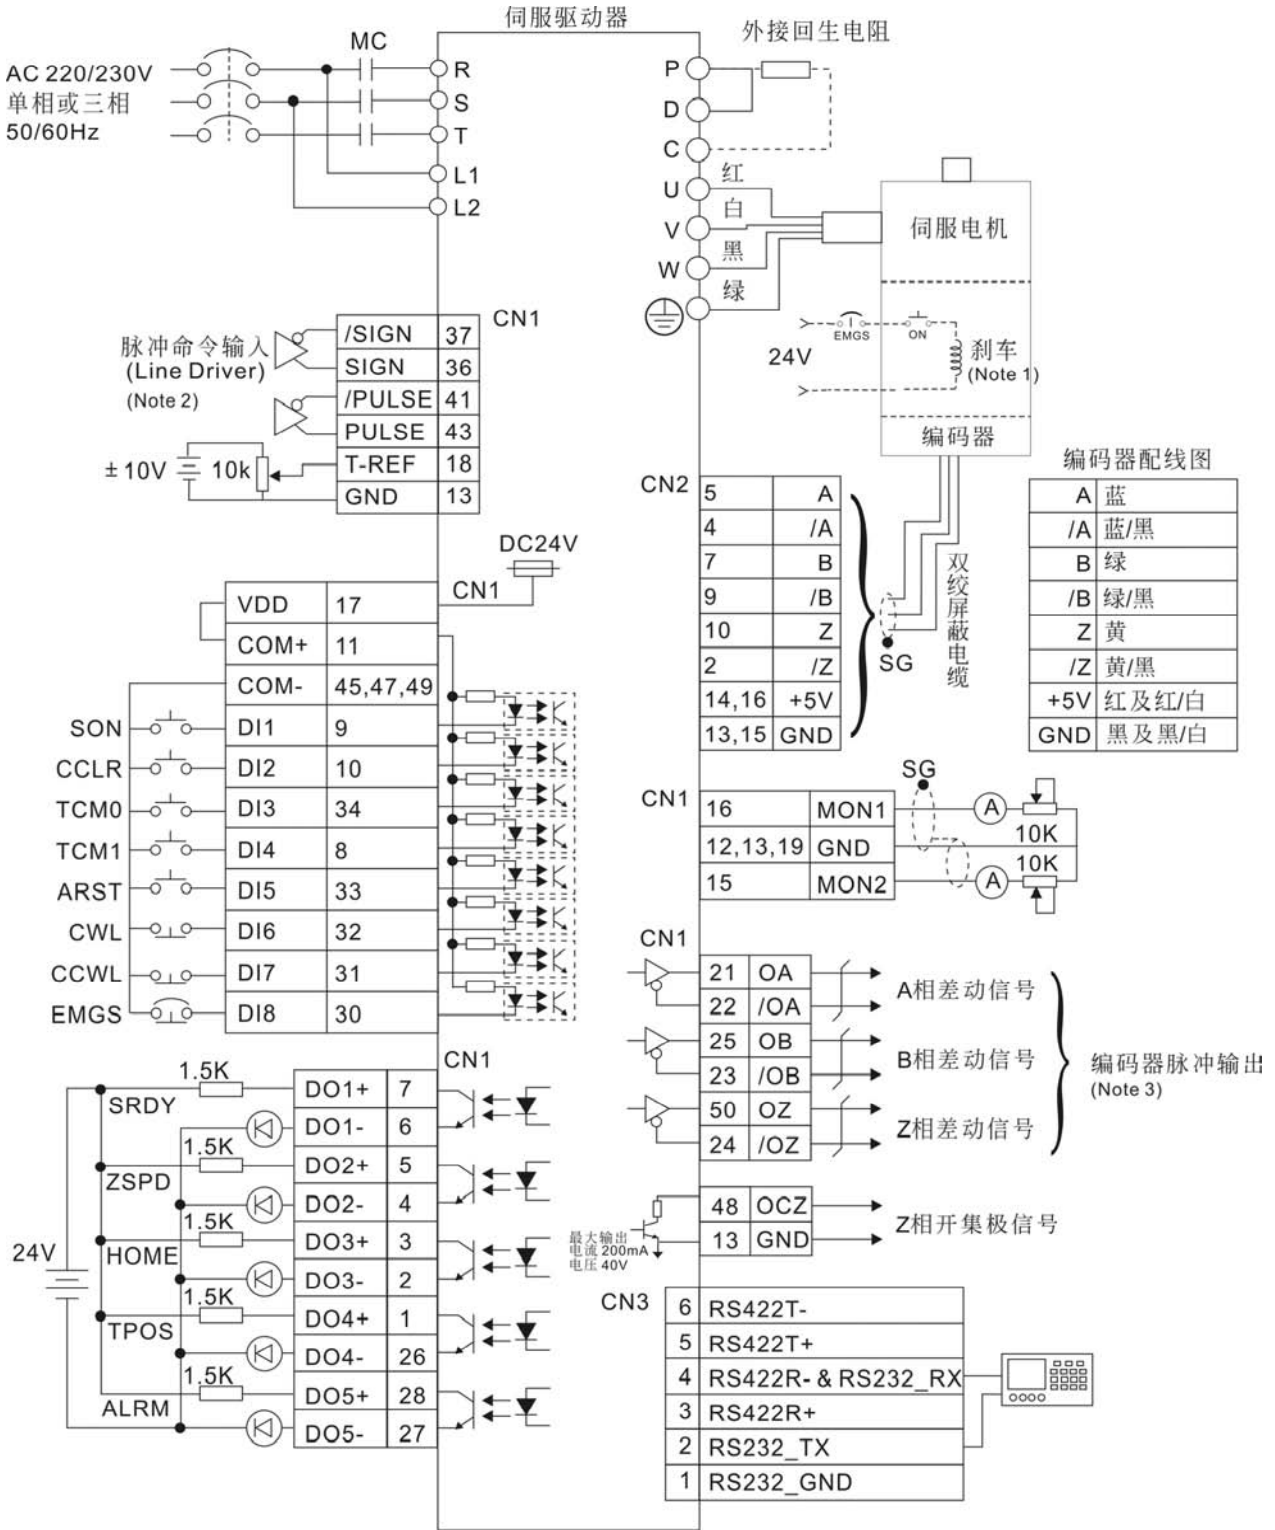 伺服驱动器
外接回生电阻
MC
AC 220/230V
单相或三相
50/60Hz
R
S
T
L1
L2
P
D
C
U
V
W
红
白
黑
绿
伺服电机
EMGS
ON
24V
刹车
(Note 1)
编码器
CN1
脉冲命令输入
(Line Driver)
(Note 2)
/SIGN 37
SIGN 36
/PULSE 41
PULSE 43
T-REF 18
GND 13
±10V
10k
DC24V
CN1
VDD 17
COM+ 11
COM- 45,47,49
SON DI1 9
CCLR DI2 10
TCM0 DI3 34
TCM1 DI4 8
ARST DI5 33
CWL DI6 32
CCWL DI7 31
EMGS DI8 30
CN2
5 A
4 /A
7 B
9 /B
10 Z
2 /Z
14,16 +5V
13,15 GND
SG
双绞屏蔽电缆
编码器配线图
A 蓝
/A 蓝/黑
B 绿
/B 绿/黑
Z 黄
/Z 黄/黑
+5V 红及红/白
GND 黑及黑/白
CN1
16 MON1
12,13,19 GND
15 MON2
SG
A
10K
10K
A
CN1
21 OA
22 /OA
25 OB
23 /OB
50 OZ
24 /OZ
A相差动信号
B相差动信号
Z相差动信号
编码器脉冲输出
(Note 3)
48 OCZ
13 GND
Z相开集极信号
最大输出
电流 200mA
电压 40V
CN1
24V
1.5K
SRDY
DO1+ 7
DO1- 6
1.5K
ZSPD
DO2+ 5
DO2- 4
1.5K
HOME
DO3+ 3
DO3- 2
1.5K
TPOS
DO4+ 1
DO4- 26
1.5K
ALRM
DO5+ 28
DO5- 27
CN3
6 RS422T-
5 RS422T+
4 RS422R- & RS232_RX
3 RS422R+
2 RS232_TX
1 RS232_GND